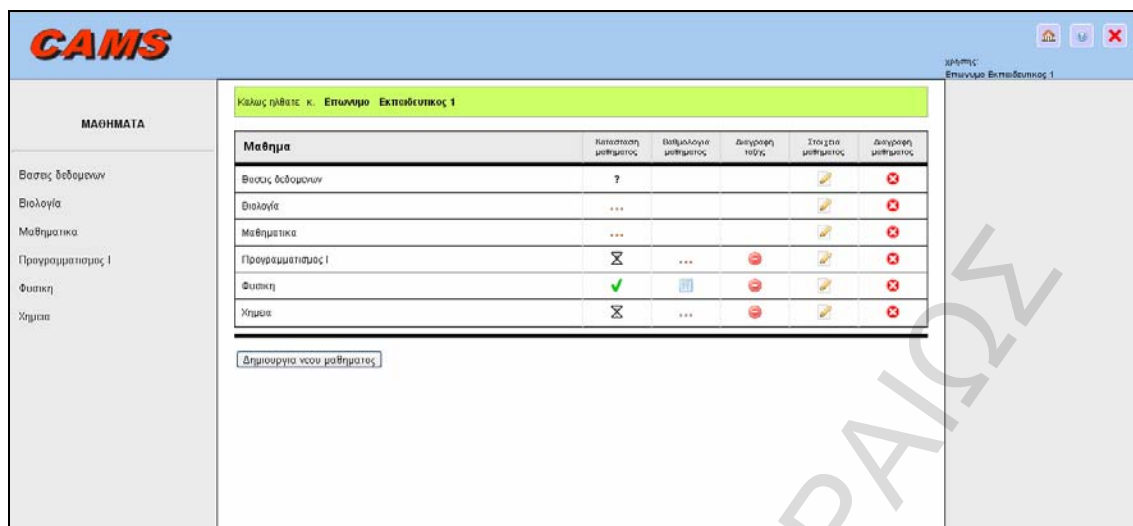 CAMS
χρήστης:
Επωνυμο Εκπαιδευτικος 1
ΜΑΘΗΜΑΤΑ
Βασεις δεδομενων
Βιολογία
Μαθηματικα
Προγραμματισμος Ι
Φυσικη
Χημεια
Καλως ηλθατε κ. Επωνυμο Εκπαιδευτικος 1
Μαθημα Κατασταση μαθηματος Βαθμολογια μαθηματος Διαγραφη ταξης Στοιχεια μαθηματος Διαγραφη μαθηματος
Βασεις δεδομενων ?
Βιολογία ...
Μαθηματικα ...
Προγραμματισμος Ι ...
Φυσικη
Χημεια ...
Δημιουργια νεου μαθηματος
ΡΑΙΩΣ